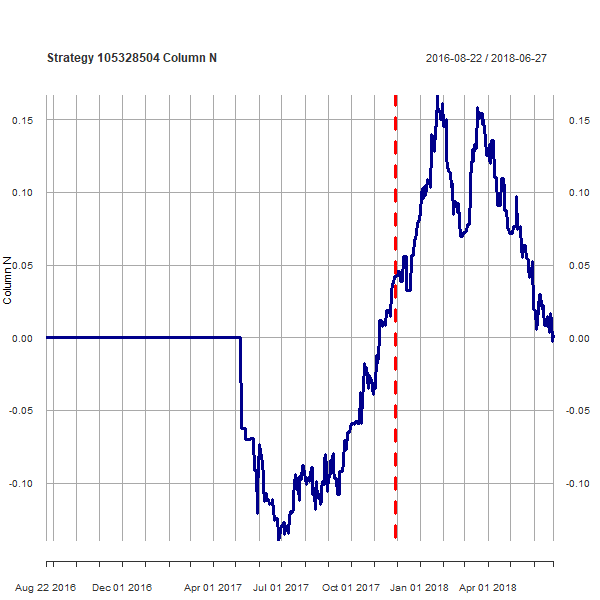 Strategy 105328504 Column N
2016-08-22 / 2018-06-27
Column N
0.15
0.10
0.05
0.00
-0.05
-0.10
0.15
0.10
0.05
0.00
-0.05
-0.10
Aug 22 2016
Dec 01 2016
Apr 01 2017
Jul 01 2017
Oct 01 2017
Jan 01 2018
Apr 01 2018